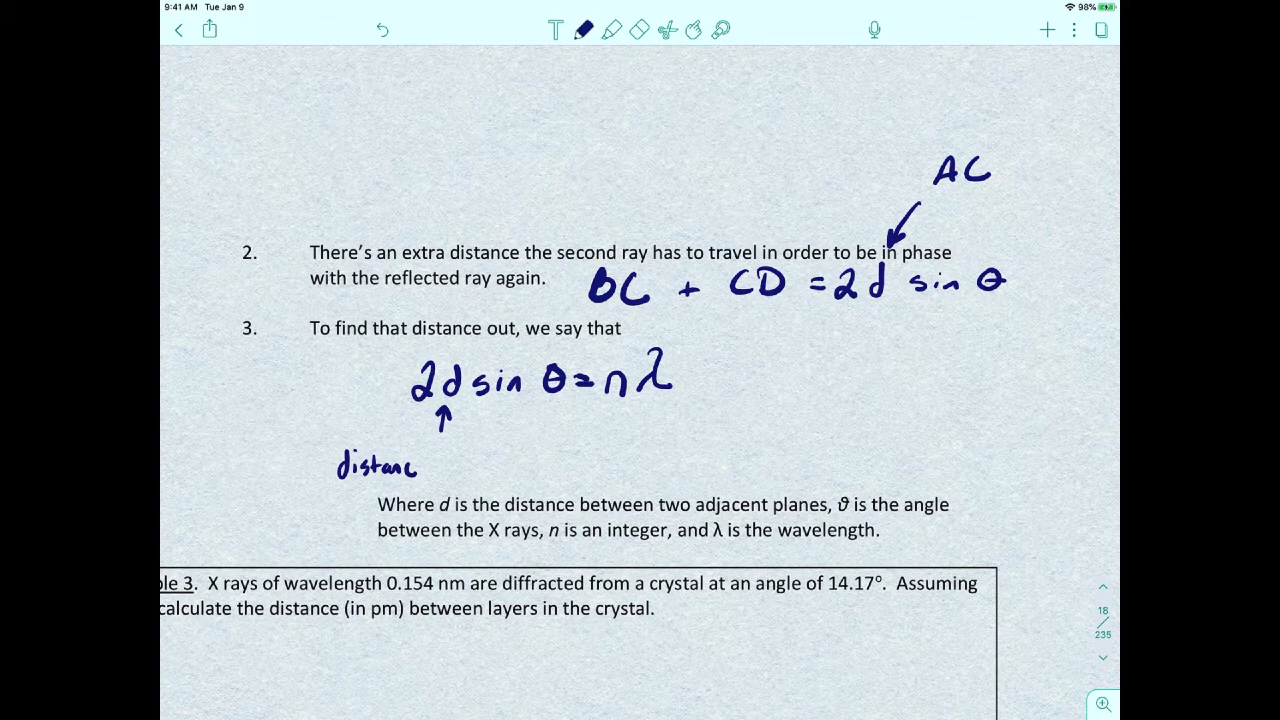 9:41 AM Tue Jan 9
98%
T
AC
2. There's an extra distance the second ray has to travel in order to be in phase
with the reflected ray again.
BC + CD = 2d sin θ
3. To find that distance out, we say that
2d sin θ = nλ
distanc
Where d is the distance between two adjacent planes, ϑ is the angle
between the X rays, n is an integer, and λ is the wavelength.
ple 3. X rays of wavelength 0.154 nm are diffracted from a crystal at an angle of 14.17°. Assuming
calculate the distance (in pm) between layers in the crystal.
18
235